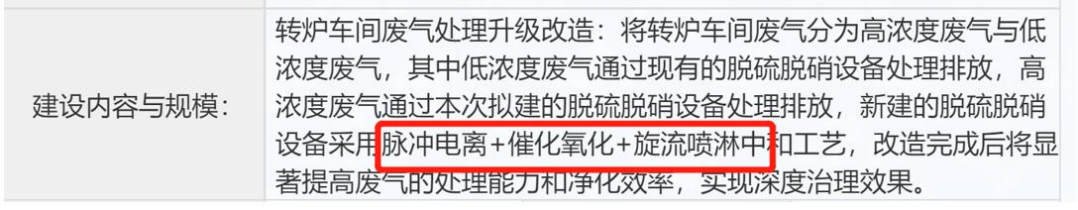 建设内容与规模：
转炉车间废气处理升级改造：将转炉车间废气分为高浓度废气与低
浓度废气，其中低浓度废气通过现有的脱硫脱硝设备处理排放，高
浓度废气通过本次拟建的脱硫脱硝设备处理排放，新建的脱硫脱硝
设备采用脉冲电离+催化氧化+旋流喷淋中和工艺，改造完成后将显
著提高废气的处理能力和净化效率，实现深度治理效果。